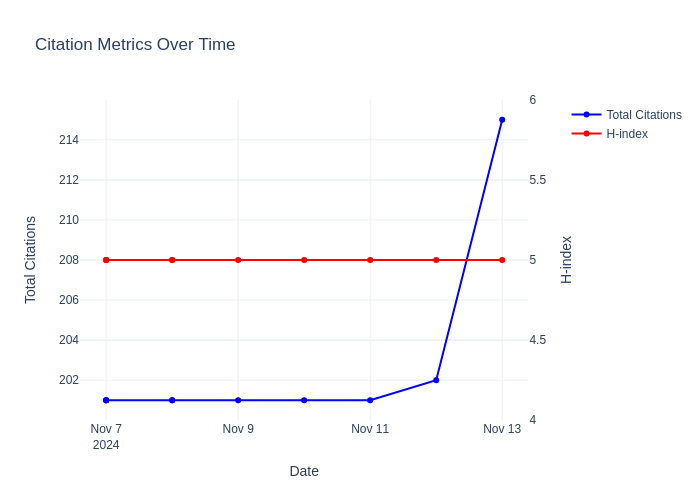 Citation Metrics Over Time
Total Citations
H-index
214
212
210
208
206
204
202
6
5.5
5
4.5
4
Total Citations
H-index
Nov 7
2024
Nov 9
Nov 11
Nov 13
Date